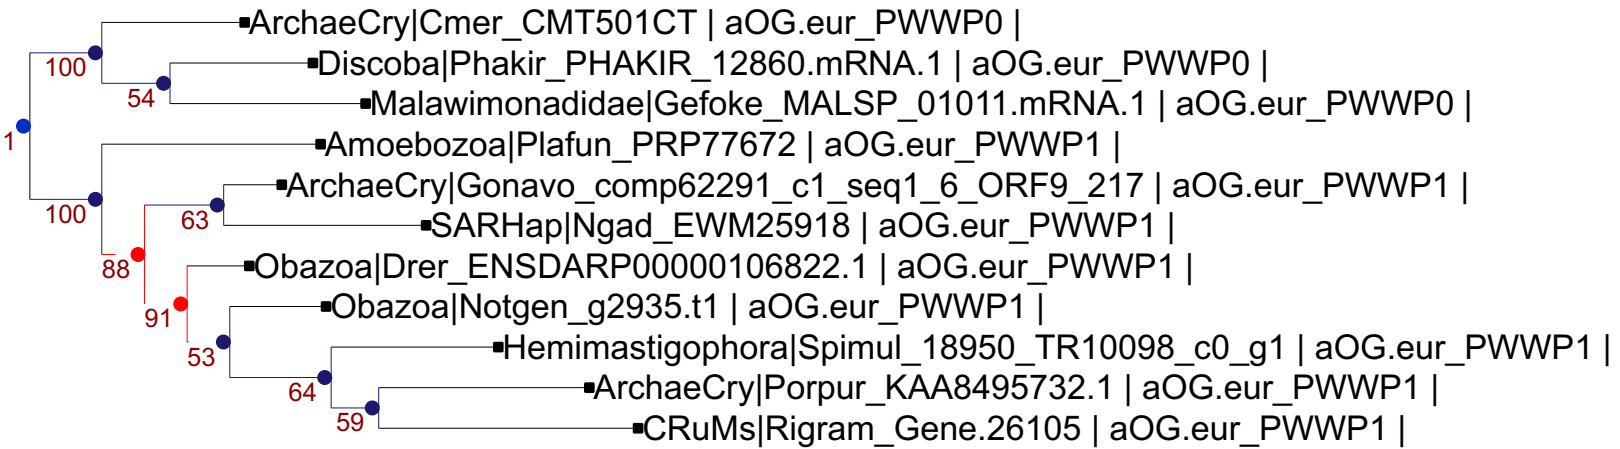 ArchaeCry|Cmer_CMT501CT | aOG.eur_PWWP0 |
100
Discoba|Phakir_PHAKIR_12860.mRNA.1 | aOG.eur_PWWP0 |
54
Malawimonadidae|Gefoke_MALSP_01011.mRNA.1 | aOG.eur_PWWP0 |
1
Amoebozoa|Plafun_PRP77672 | aOG.eur_PWWP1 |
ArchaeCry|Gonavo_comp62291_c1_seq1_6_ORF9_217 | aOG.eur_PWWP1 |
100
63
SARHap|Ngad_EWM25918 | aOG.eur_PWWP1 |
88
Obazoa|Drer_ENSDARP00000106822.1 | aOG.eur_PWWP1 |
91
Obazoa|Notgen_g2935.t1 | aOG.eur_PWWP1 |
53
Hemimastigophora|Spimul_18950_TR10098_c0_g1 | aOG.eur_PWWP1 |
64
ArchaeCry|Porpur_KAA8495732.1 | aOG.eur_PWWP1 |
59
CRuMs|Rigram_Gene.26105 | aOG.eur_PWWP1 |